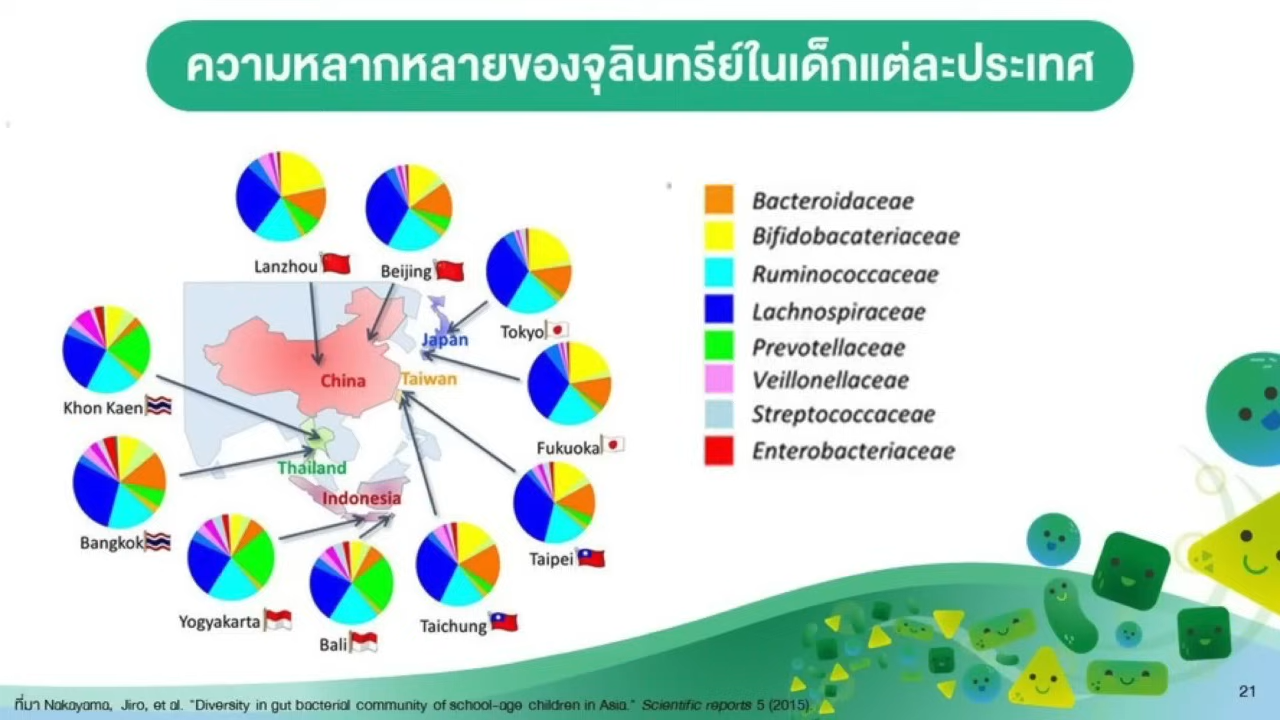 ความหลากหลายของจุลินทรีย์ในเด็กแต่ละประเทศ
Lanzhou
Beijing
Tokyo
Japan
China
Taiwan
Khon Kaen
Fukuoka
Thailand
Indonesia
Bangkok
Taipei
Yogyakarta
Taichung
Bali
Bacteroidaceae
Bifidobacateriaceae
Ruminococcaceae
Lachnospiraceae
Prevotellaceae
Veillonellaceae
Streptococcaceae
Enterobacteriaceae
21
ที่มา Nakayama, Jiro, et al. "Diversity in gut bacterial community of school-age children in Asia." Scientific reports 5 (2015).